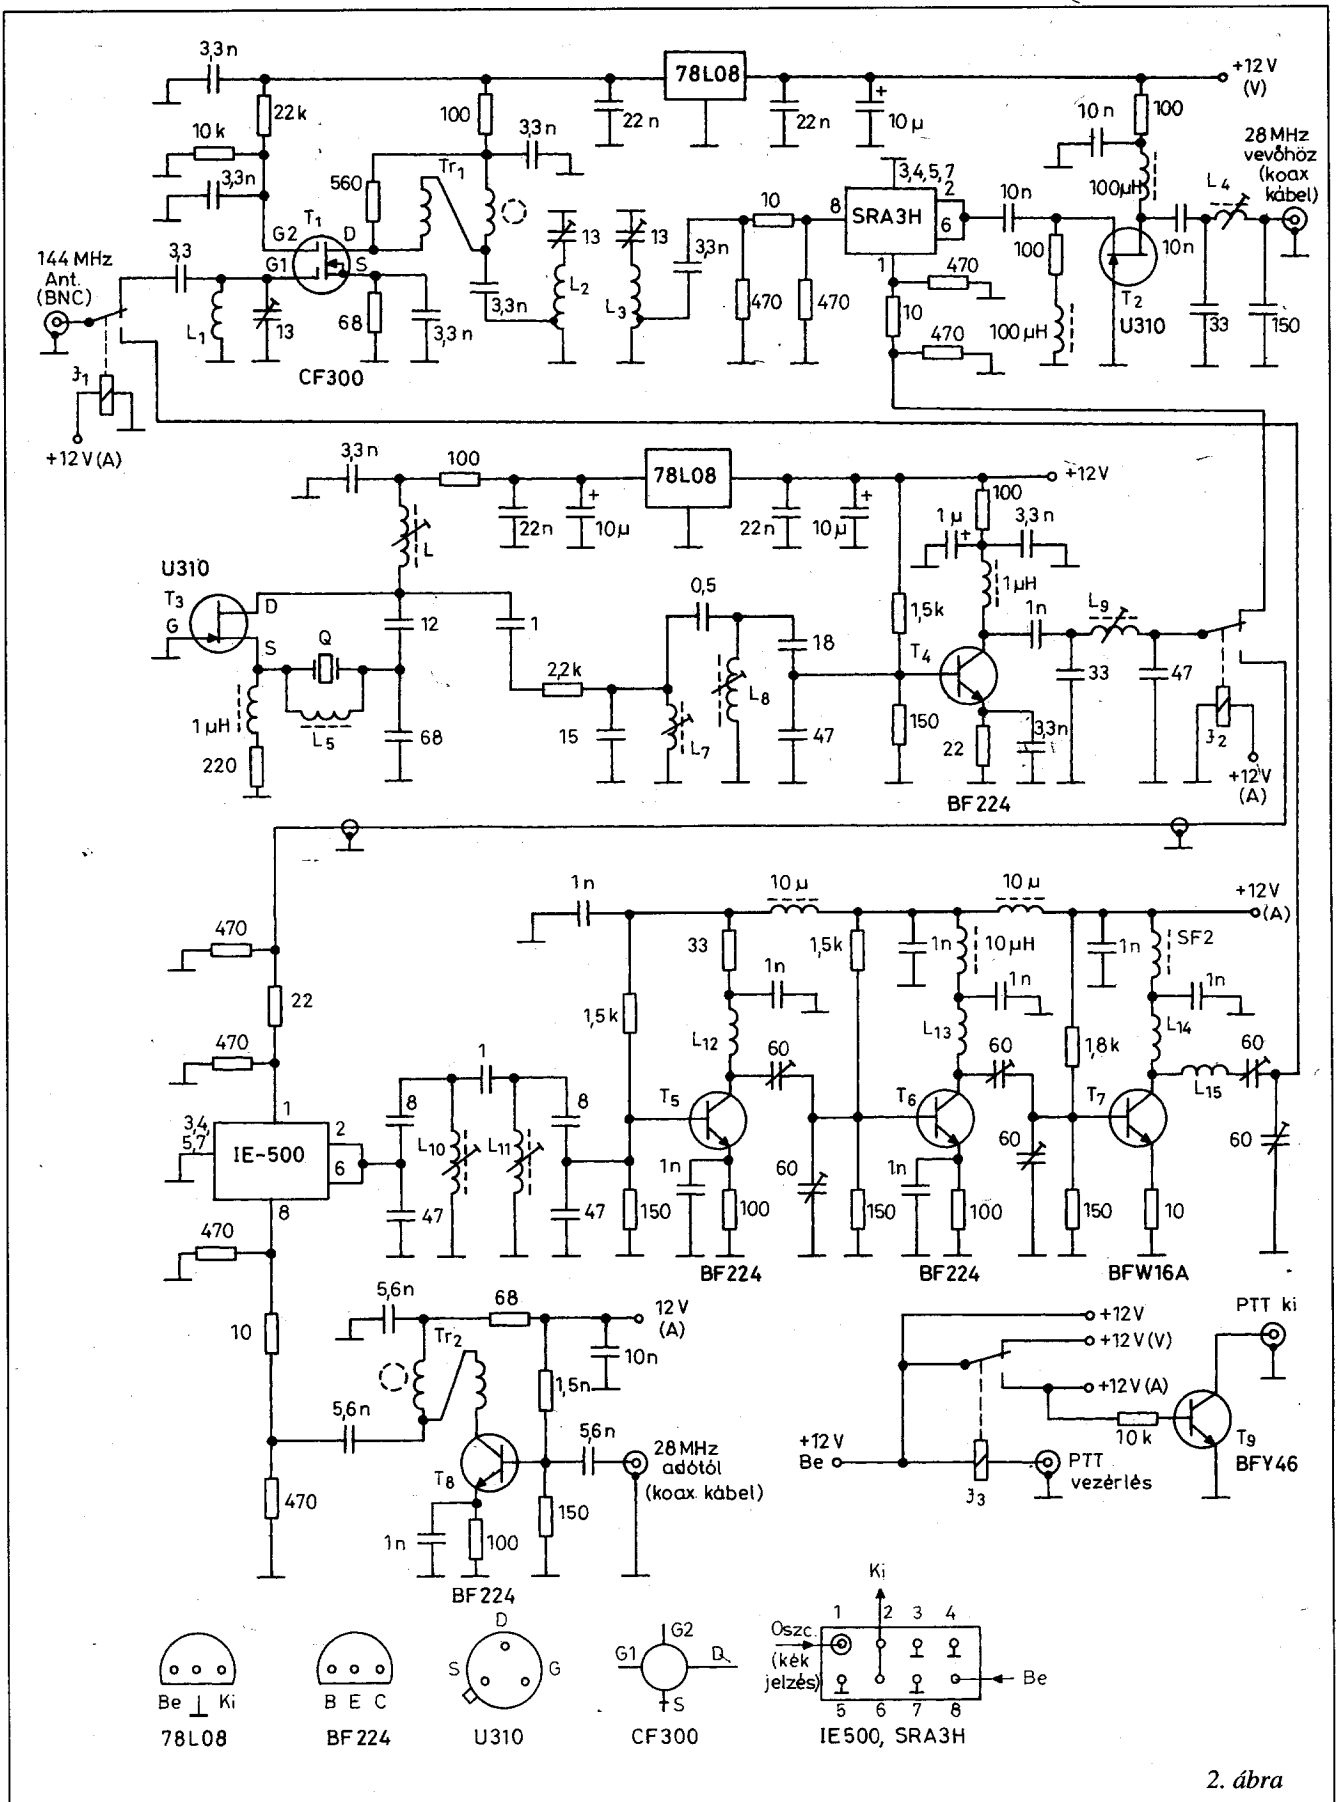 3,3n
78L08
+12V
(V)
22k
100
22n
22n
+
10µ
10n
100
10k
3,3n
3,3n
560
Tr1
3,4,5,7
28MHz
vevőhöz
(koax
kábel)
100µH
L4
T1
G2
D
G1
S
13
13
3,3n
10
8
SRA3H
2
6
1
10n
144 MHz
Ant.
(BNC)
3,3
L1
13
68
3,3n
3,3n
L2
L3
470
470
470
10
470
100
100µH
10n
T2
U310
33
150
CF300
J1
+12V(A)
3,3n
100
22n
+
10µ
78L08
22n
+
10µ
+12V
100
1µ
+
3,3n
L
U310
T3
D
G
S
Q
12
1
0,5
1,5k
1µH
1n
L9
18
T4
2,2k
L8
1µH
L5
68
15
L7
47
150
22
3,3n
33
47
220
J2
+12V
(A)
BF224
1n
10µ
10µ
+12V
(A)
470
33
1,5k
1n
10µH
1n
SF2
22
1n
1n
1n
1,5k
L12
L13
1,8k
L14
470
60
60
60
1
1
8
8
T5
T6
T7
L15
3,4,
5,7
IE-500
2
6
L10
L11
60
60
60
8
47
47
1n
1n
150
100
150
100
150
10
470
BF224
BF224
BFW16A
5,6n
68
12V
(A)
10
Tr2
10n
1,5n
+12V
+12V(V)
+12V(A)
PTT ki
5,6n
5,6n
28MHz
adótól
(koax. kábel)
10k
T9
BFY46
+12V
Be
J3
PTT
vezérlés
T8
470
1n
100
150
BF224
Ki
D
S
G
G2
G1
D
S
1
2
3
4
Oszc.
(kék
jelzés)
Be
5
6
7
8
Be
Ki
B E C
78L08
BF224
U310
CF300
IE500, SRA3H
2. ábra